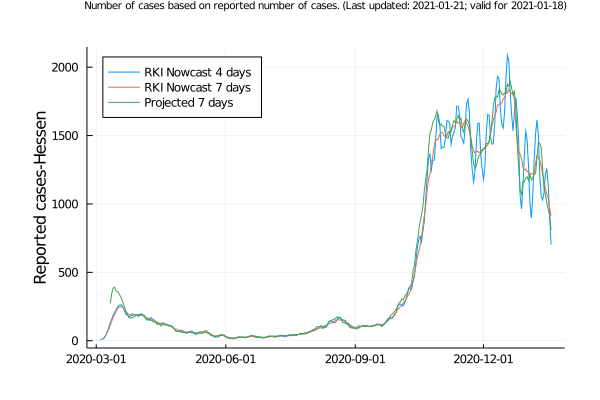 Number of cases based on reported number of cases. (Last updated: 2021-01-21; valid for 2021-01-18)
RKI Nowcast 4 days
RKI Nowcast 7 days
Projected 7 days
Reported cases-Hessen
2000
1500
1000
500
0
2020-03-01 2020-06-01 2020-09-01 2020-12-01